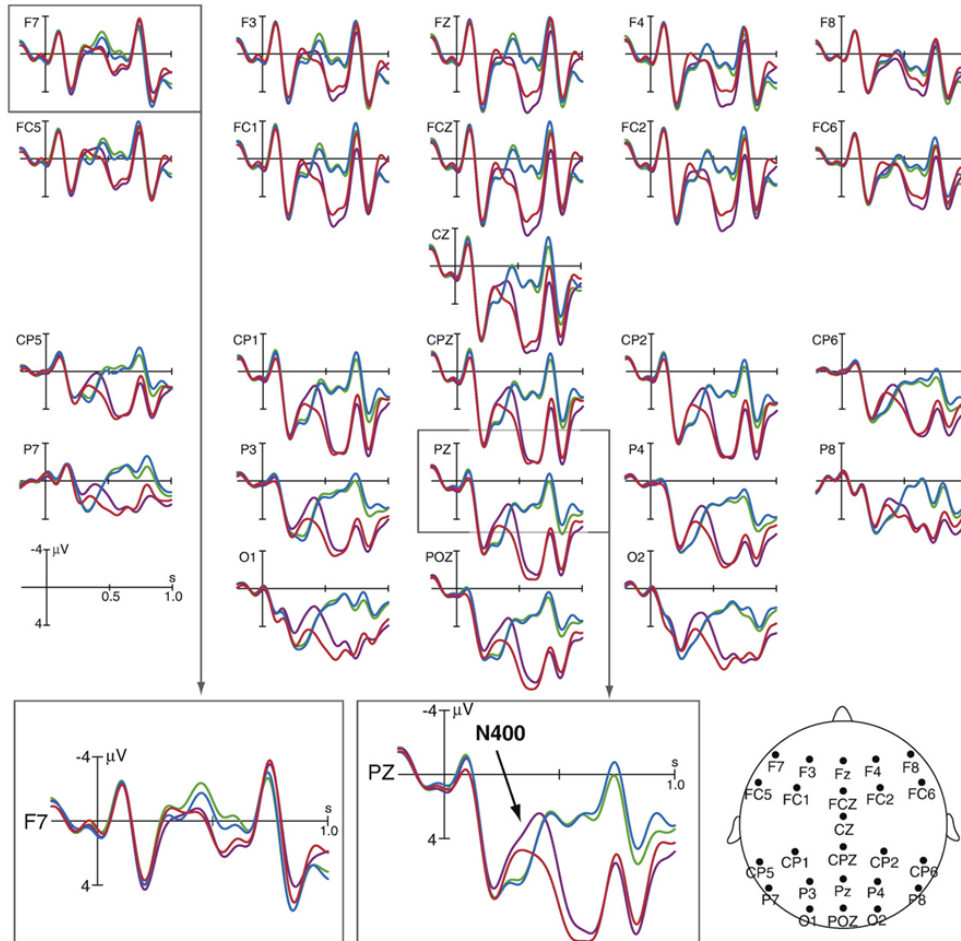 F7 F3 FZ F4 F8
FC5 FC1 FCZ FC2 FC6
CZ
CP5 CP1 CPZ CP2 CP6
P7 P3 PZ P4 P8
-4 μV
s
0.5 1.0
4
O1 POZ O2
-4 μV
4
F7
1.0
-4 μV
N400
s
PZ
1.0
4
F7 F3 Fz F4 F8
FC5 FC1 FCZ FC2 FC6
CZ
CP5 CP1 CPZ CP2 CP6
P7 P3 Pz P4 P8
O1 POZ O2